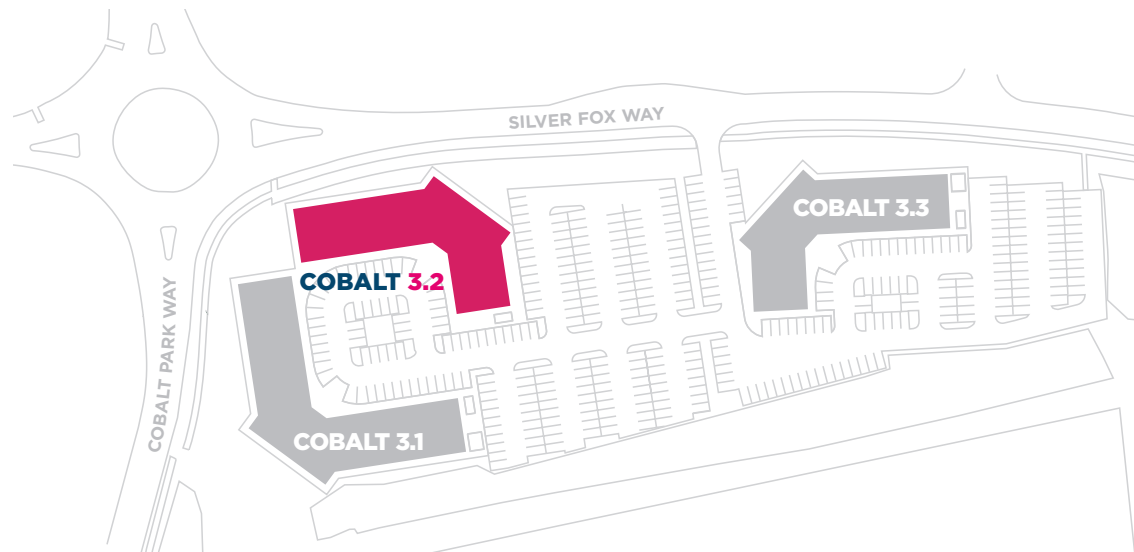 SILVER FOX WAY
COBALT 3.3
COBALT 3.2
COBALT PARK WAY
COBALT 3.1